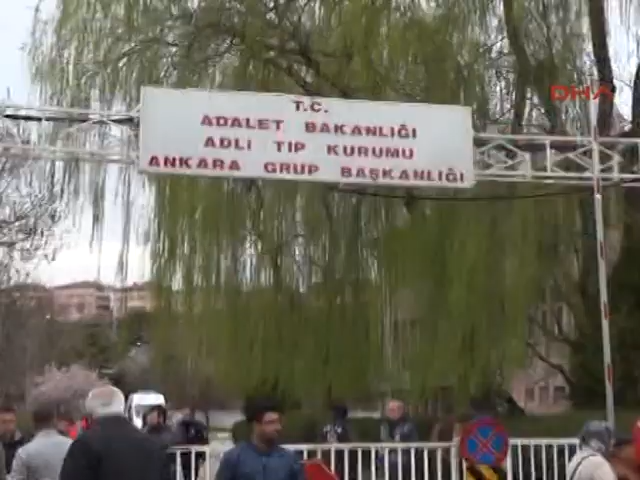 T.C.
ADALET BAKANLIĞI
ADLİ TIP KURUMU
ANKARA GRUP BAŞKANLIĞI
DHA